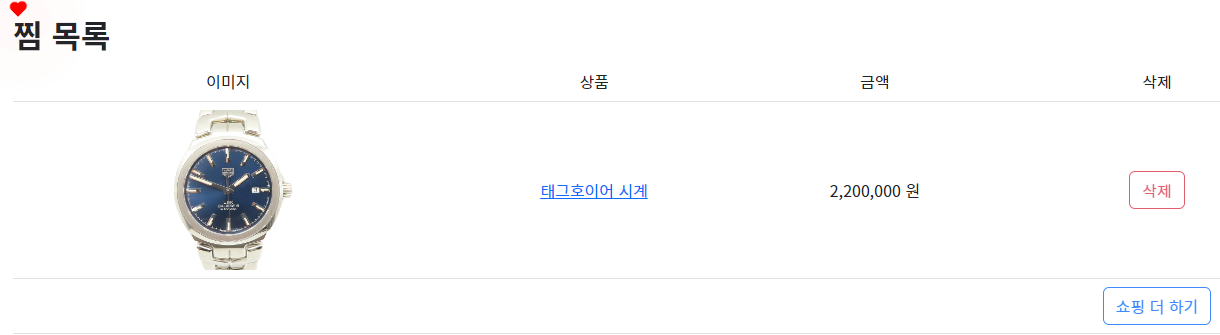 찜 목록
이미지 상품 금액 삭제
태그호이어 시계 2,200,000 원 삭제
쇼핑 더 하기